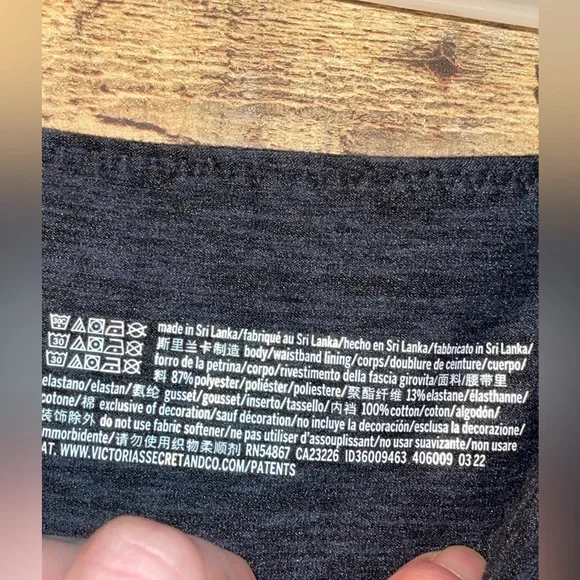 30
made in Sri Lanka/fabriqué au Sri Lanka/hecho en Sri Lanka/fabbricato in Sri Lanka/
30
斯里兰卡制造 body/waistband lining/corps/doublure de ceinture/cuerpo/
30
forro de la petrina/corpo/rivestimento della fascia girovita/面料/腰带里
料 87% polyester/poliéster/poliestere/聚酯纤维 13% elastane/élasthanne/
elastano/elastan/氨纶 gusset/gousset/inserto/tassello/内裆 100% cotton/coton/algodón/
cotone/棉 exclusive of decoration/sauf décoration/no incluye la decoración/esclusa la decorazione/
装饰除外 do not use fabric softener/ne pas utiliser d'assouplissant/no usar suavizante/non usare
ammorbidente/请勿使用织物柔顺剂 RN54867 CA23226 ID36009463 406009 03 22
AT. WWW.VICTORIASSECRETANDCO.COM/PATENTS